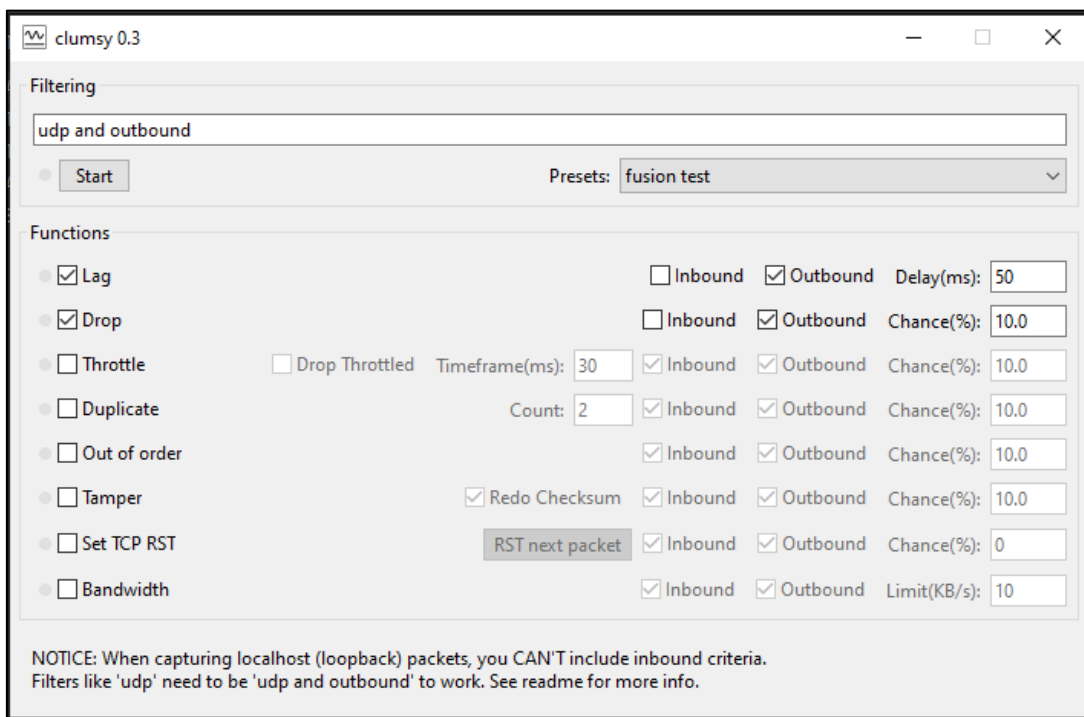 clumsy 0.3
Filtering
udp and outbound
Start Presets: fusion test
Functions
Lag Inbound Outbound Delay(ms): 50
Drop Inbound Outbound Chance(%): 10.0
Throttle Drop Throttled Timeframe(ms): 30 Inbound Outbound Chance(%): 10.0
Duplicate Count: 2 Inbound Outbound Chance(%): 10.0
Out of order Inbound Outbound Chance(%): 10.0
Tamper Redo Checksum Inbound Outbound Chance(%): 10.0
Set TCP RST RST next packet Inbound Outbound Chance(%): 0
Bandwidth Inbound Outbound Limit(KB/s): 10
NOTICE: When capturing localhost (loopback) packets, you CAN'T include inbound criteria.
Filters like 'udp' need to be 'udp and outbound' to work. See readme for more info.